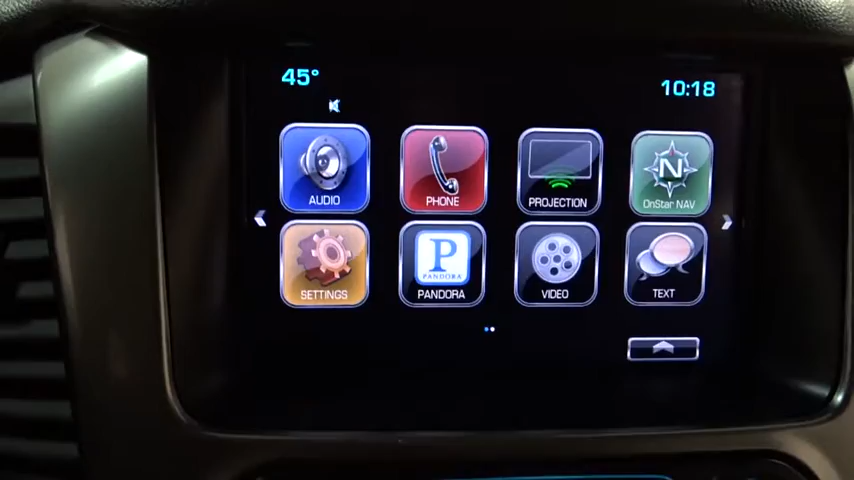 45° 10:18
AUDIO PHONE PROJECTION N OnStar NAV
SETTINGS P PANDORA PANDORA VIDEO TEXT